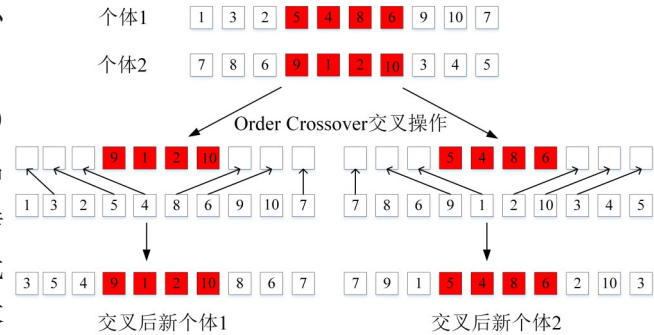 个体1 1 3 2 5 4 8 6 9 10 7
个体2 7 8 6 9 1 2 10 3 4 5
Order Crossover交叉操作
9 1 2 10
5 4 8 6
1 3 2 5 4 8 6 9 10 7
7 8 6 9 1 2 10 3 4 5
3 5 4 9 1 2 10 8 6 7
7 9 1 5 4 8 6 2 10 3
交叉后新个体1
交叉后新个体2